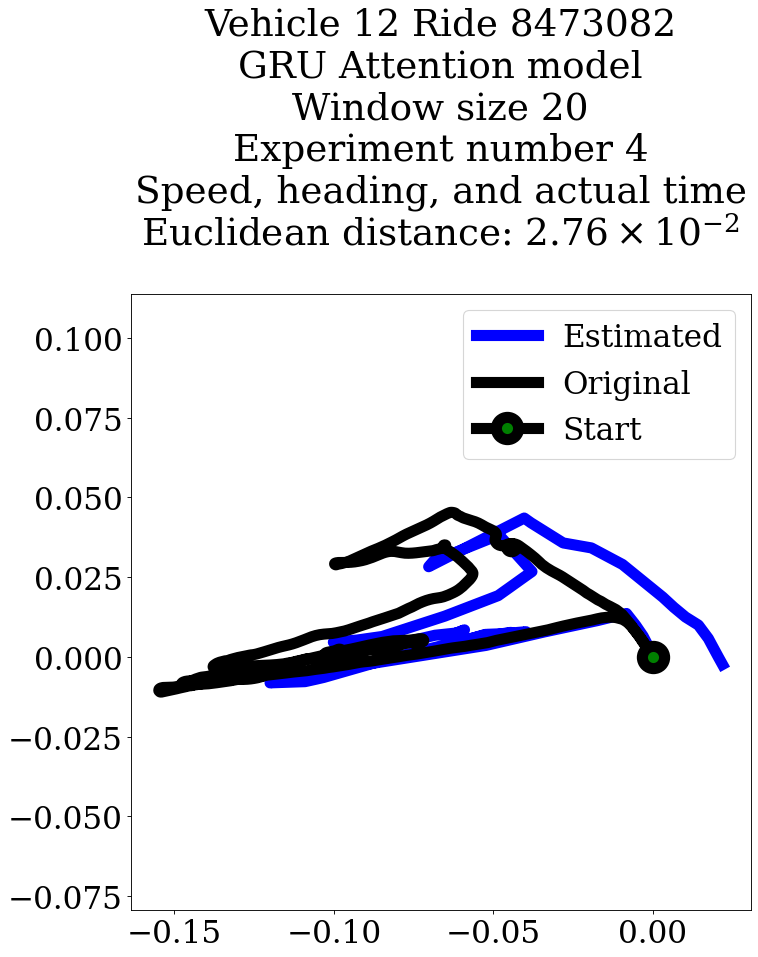 Vehicle 12 Ride 8473082
GRU Attention model
Window size 20
Experiment number 4
Speed, heading, and actual time
Euclidean distance: 2.76 × 10⁻²
Estimated
Original
Start
0.100
0.075
0.050
0.025
0.000
−0.025
−0.050
−0.075
−0.15 −0.10 −0.05 0.00